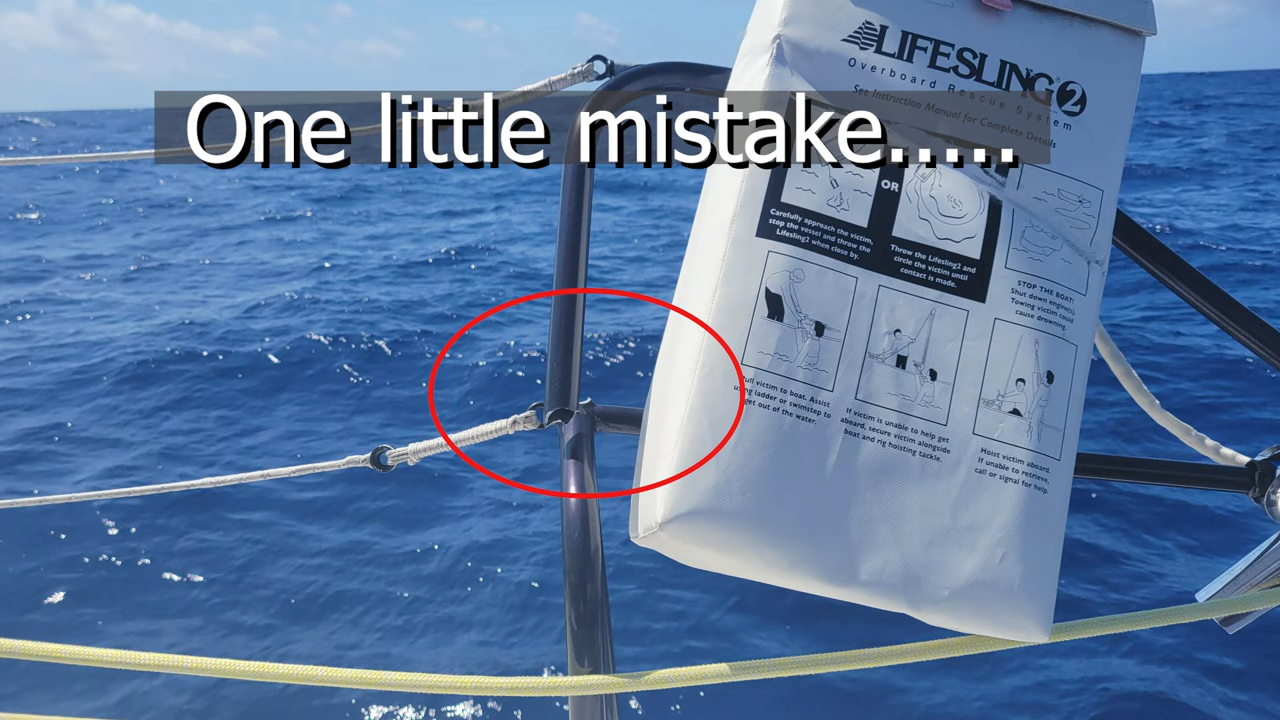 LIFESLING® 2
Overboard Rescue System
See Instruction Manual for Complete Details
One little mistake.....
OR
Carefully approach the victim,
stop the vessel and throw the
Lifesling2 when close by.
Throw the Lifesling2 and
circle the victim until
contact is made.
STOP THE BOAT!
Shut down engine(s).
Towing victim could
cause drowning.
Pull victim to boat. Assist
using ladder or swimstep to
get out of the water.
If victim is unable to help get
aboard, secure victim alongside
boat and rig hoisting tackle.
Hoist victim aboard.
If unable to retrieve,
call or signal for help.